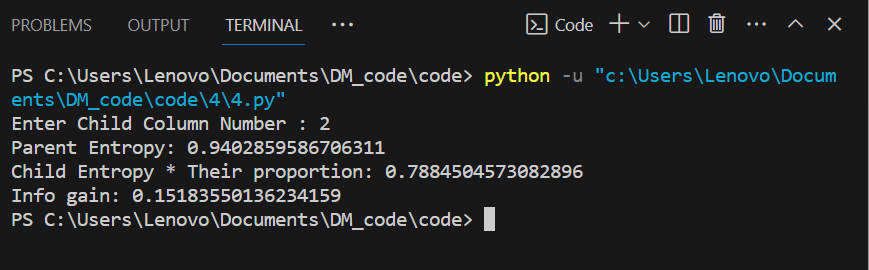 PROBLEMS OUTPUT TERMINAL ... Code
PS C:\Users\Lenovo\Documents\DM_code\code> python -u "c:\Users\Lenovo\Docum
ents\DM_code\code\4\4.py"
Enter Child Column Number : 2
Parent Entropy: 0.9402859586706311
Child Entropy * Their proportion: 0.7884504573082896
Info gain: 0.15183550136234159
PS C:\Users\Lenovo\Documents\DM_code\code>